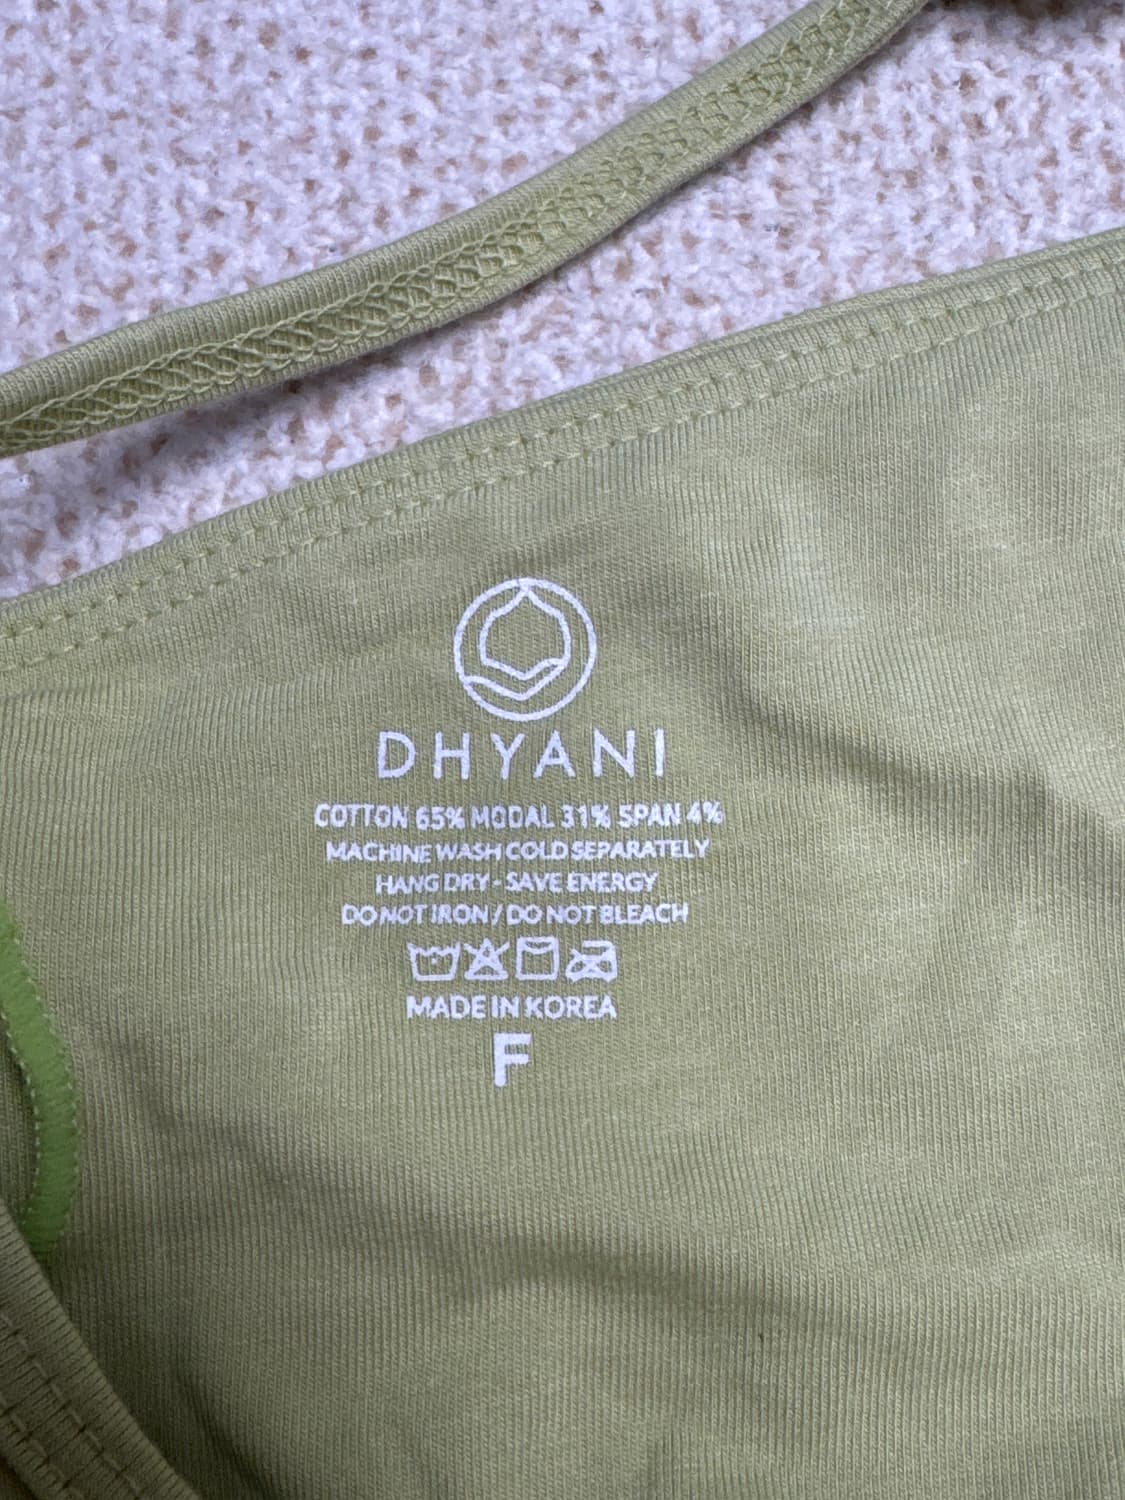 DHYANI
COTTON 65% MODAL 31% SPAN 4%
MACHINE WASH COLD SEPARATELY
HANG DRY - SAVE ENERGY
DO NOT IRON / DO NOT BLEACH
MADE IN KOREA
F